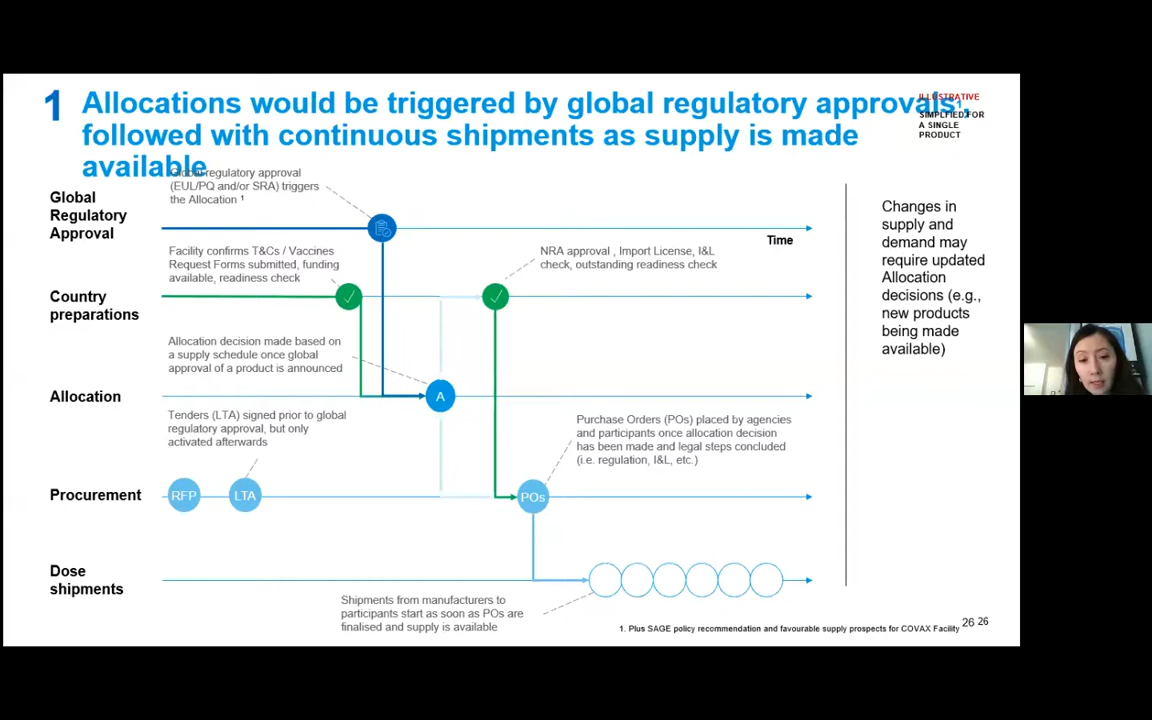 1
Allocations would be triggered by global regulatory approvals¹,
followed with continuous shipments as supply is made
available
ILLUSTRATIVE
SIMPLFIED FOR
A SINGLE
PRODUCT
Global
Regulatory
Approval
Global regulatory approval
(EUL/PQ and/or SRA) triggers
the Allocation ¹
Time
Country
preparations
Facility confirms T&Cs / Vaccines
Request Forms submitted, funding
available, readiness check
NRA approval , Import License, I&L
check, outstanding readiness check
Allocation
Allocation decision made based on
a supply schedule once global
approval of a product is announced
A
Procurement
Tenders (LTA) signed prior to global
regulatory approval, but only
activated afterwards
RFP
LTA
Purchase Orders (POs) placed by agencies
and participants once allocation decision
has been made and legal steps concluded
(i.e. regulation, I&L, etc.)
POs
Dose
shipments
Shipments from manufacturers to
participants start as soon as POs are
finalised and supply is available
Changes in
supply and
demand may
require updated
Allocation
decisions (e.g.,
new products
being made
available)
1. Plus SAGE policy recommendation and favourable supply prospects for COVAX Facility
26 26